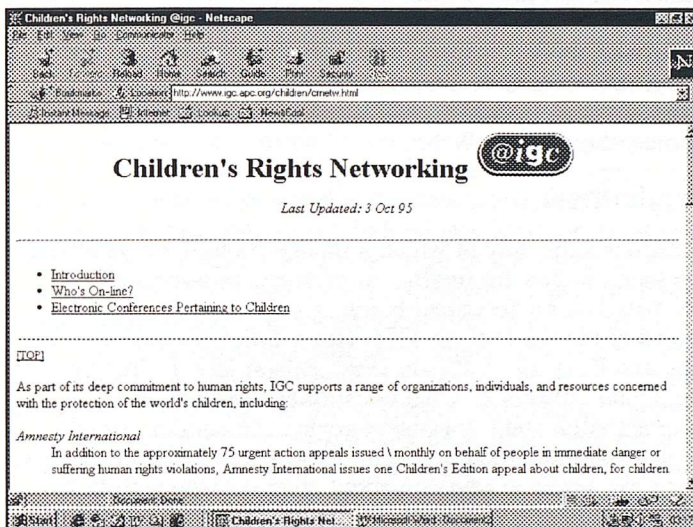 Children's Rights Networking @igc - Netscape
File Edit View Go Communicator Help
Back Forward Reload Home Search Guide Print Security Stop
Bookmarks Location: http://www.igc.apc.org/children/crnetw.html
Instant Message Internet Lookup New&Cool
N
Children's Rights Networking @igc
Last Updated: 3 Oct 95
• Introduction
• Who's On-line?
• Electronic Conferences Pertaining to Children
[TOP]
As part of its deep commitment to human rights, IGC supports a range of organizations, individuals, and resources concerned
with the protection of the world's children, including:
Amnesty International
In addition to the approximately 75 urgent action appeals issued \ monthly on behalf of people in immediate danger or
suffering human rights violations, Amnesty International issues one Children's Edition appeal about children, for children
Document: Done
Start Children's Rights Net... Microsoft Word - Document